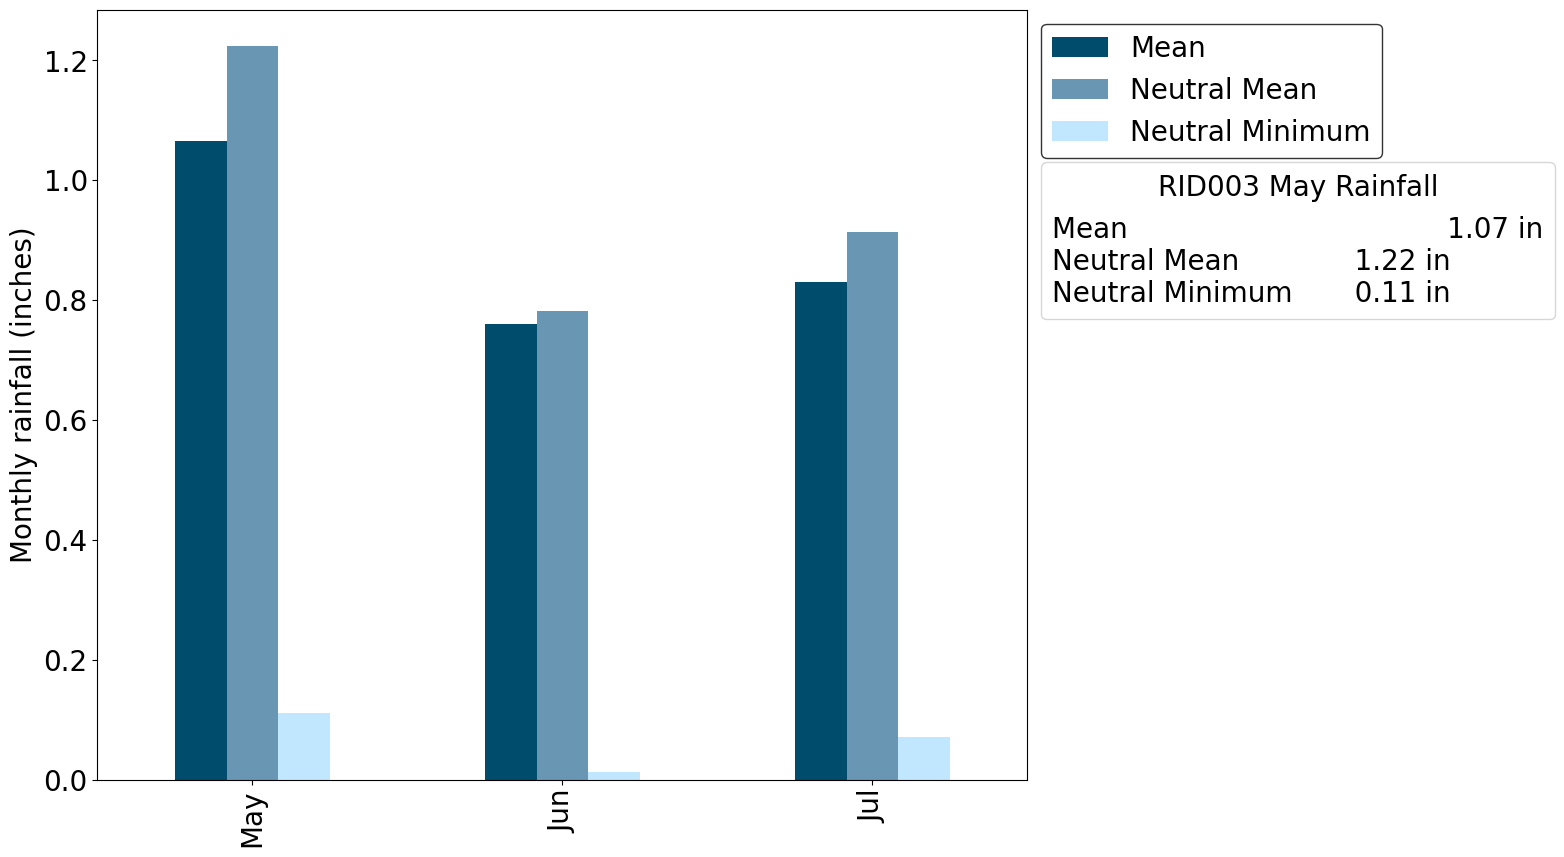 Monthly rainfall (inches)
1.2
1.0
0.8
0.6
0.4
0.2
0.0
May
Jun
Jul
Mean
Neutral Mean
Neutral Minimum
RID003 May Rainfall
Mean 1.07 in
Neutral Mean 1.22 in
Neutral Minimum 0.11 in